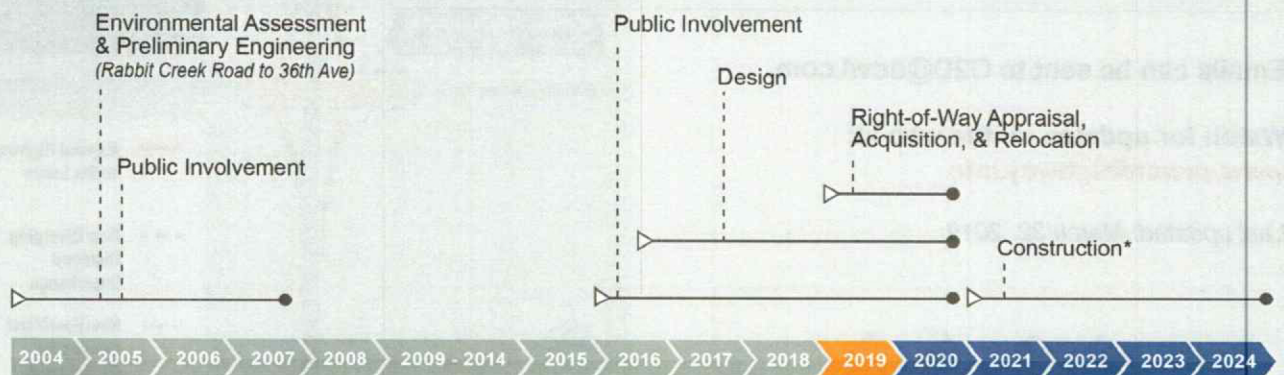 Environmental Assessment
& Preliminary Engineering
(Rabbit Creek Road to 36th Ave)
Public Involvement
Public Involvement
Design
Right-of-Way Appraisal,
Acquisition, & Relocation
Construction*
2004 2005 2006 2007 2008 2009 - 2014 2015 2016 2017 2018 2019 2020 2021 2022 2023 2024